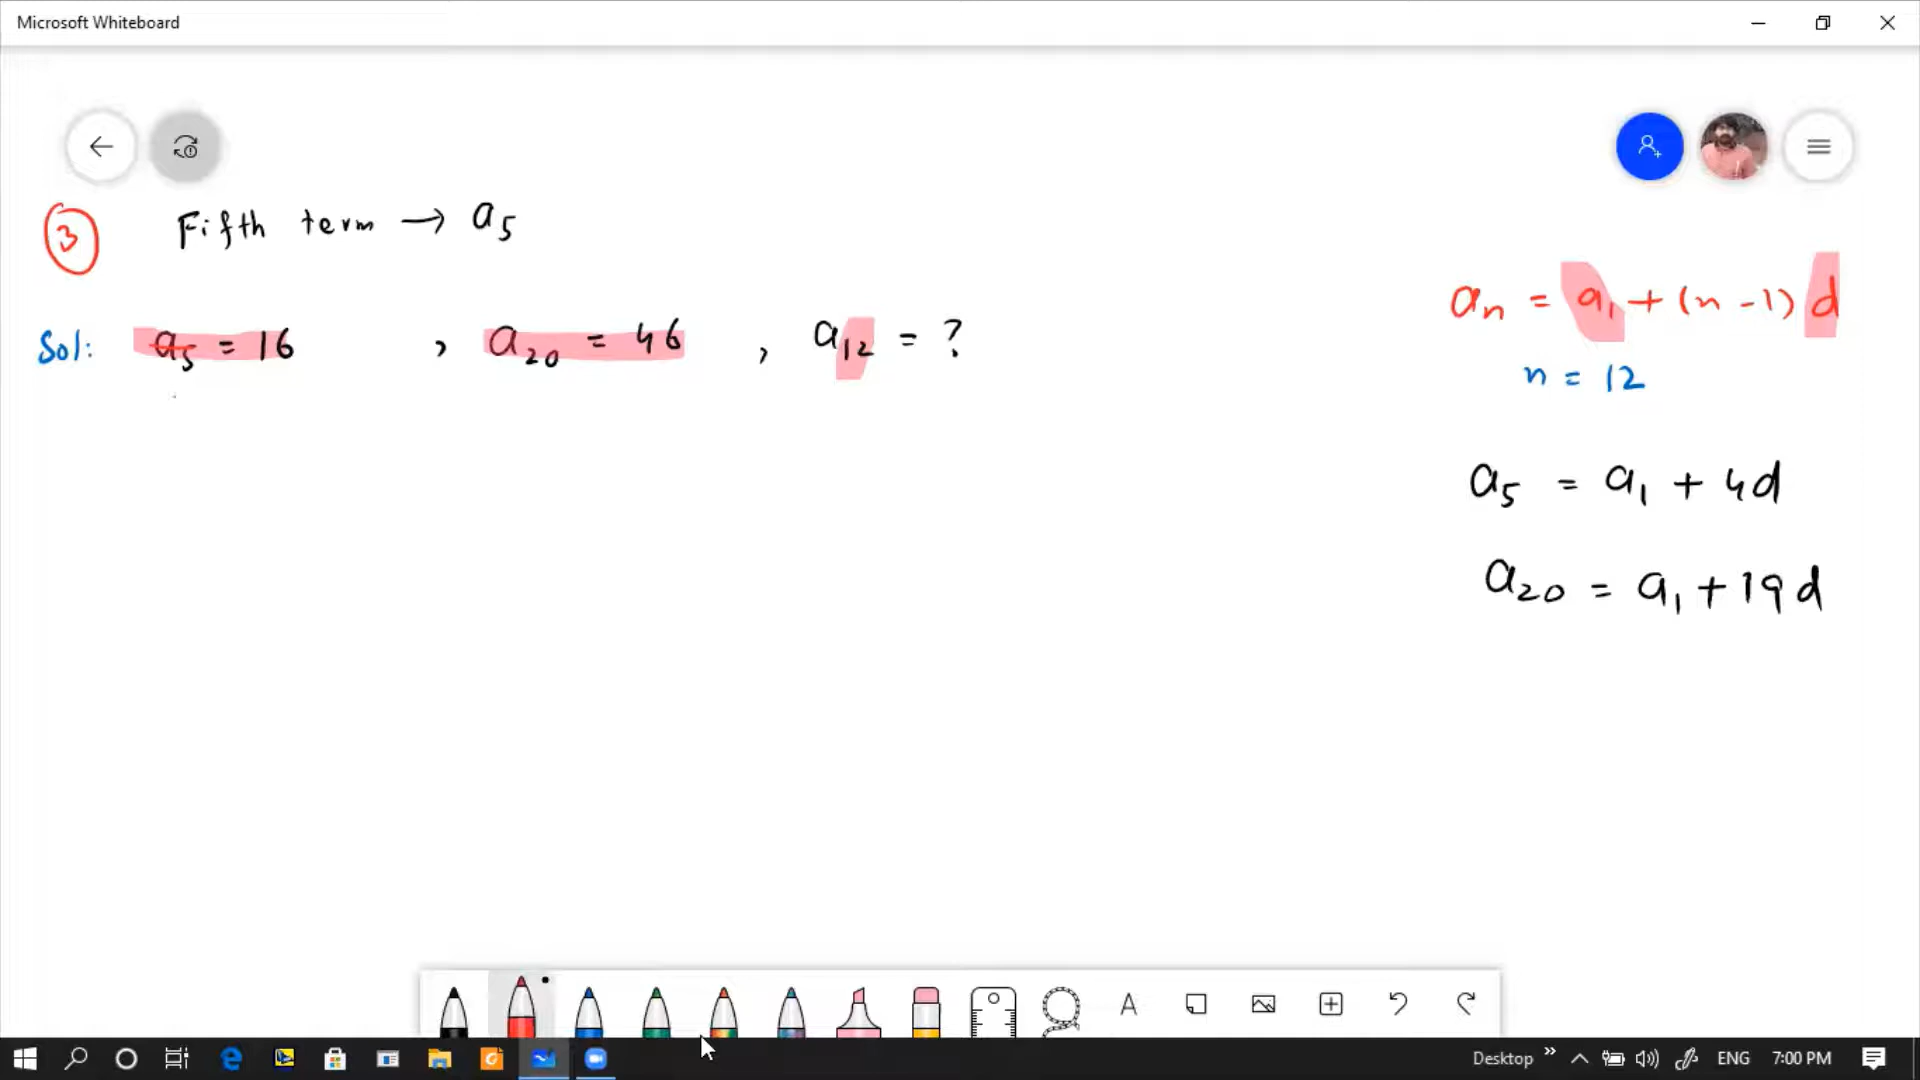 Microsoft Whiteboard
3 Fifth term → a5
Sol: a5 = 16 , a20 = 46 , a12 = ?
an = a1 + (n - 1) d
n = 12
a5 = a1 + 4d
a20 = a1 + 19d
A
Desktop » ENG 7:00 PM